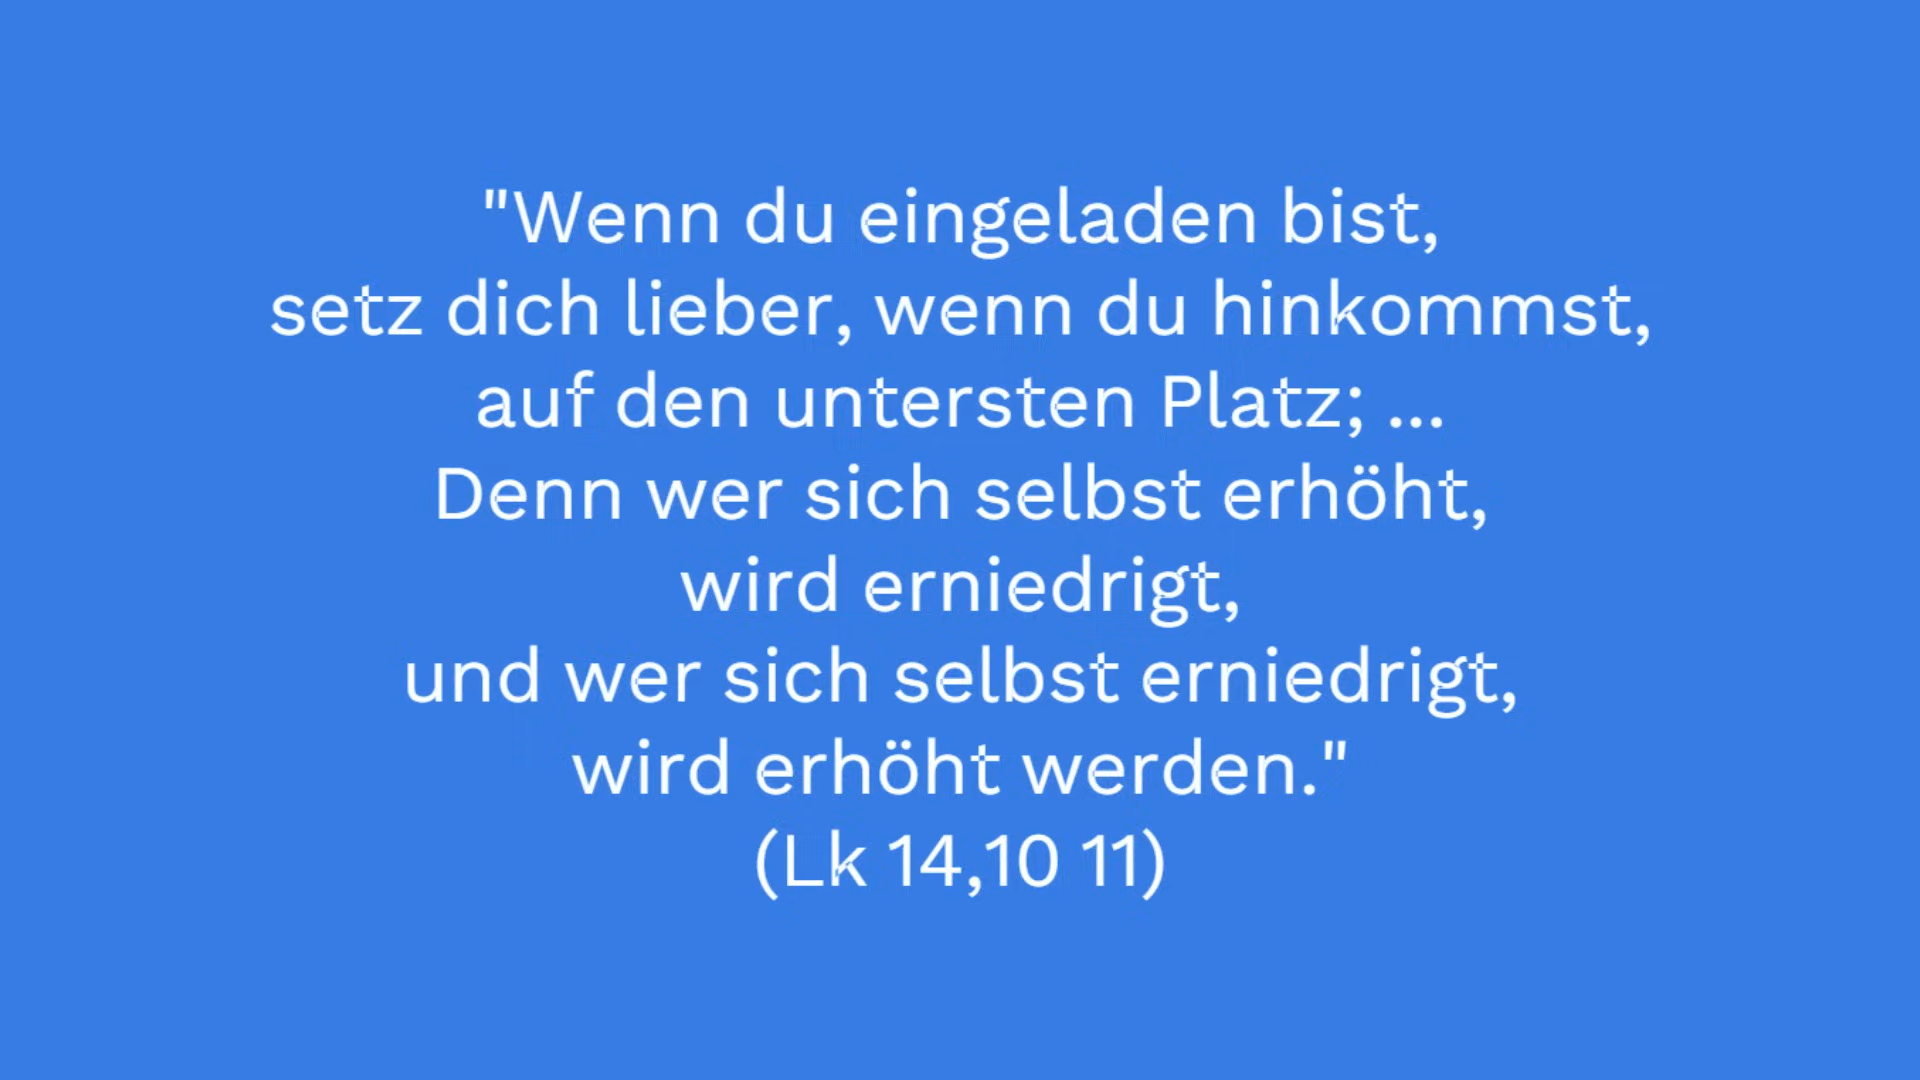 "Wenn du eingeladen bist,
setz dich lieber, wenn du hinkommst,
auf den untersten Platz; ...
Denn wer sich selbst erhöht,
wird erniedrigt,
und wer sich selbst erniedrigt,
wird erhöht werden."
(Lk 14,10 11)